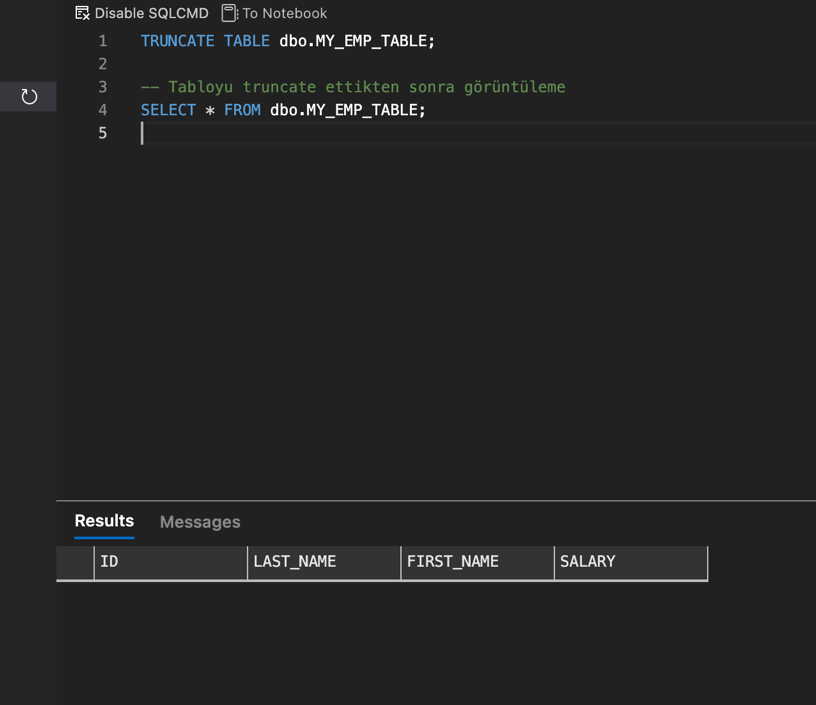 Disable SQLCMD To Notebook
1 TRUNCATE TABLE dbo.MY_EMP_TABLE;
2
3 -- Tabloyu truncate ettikten sonra görüntüleme
4 SELECT * FROM dbo.MY_EMP_TABLE;
5
Results Messages
ID LAST_NAME FIRST_NAME SALARY